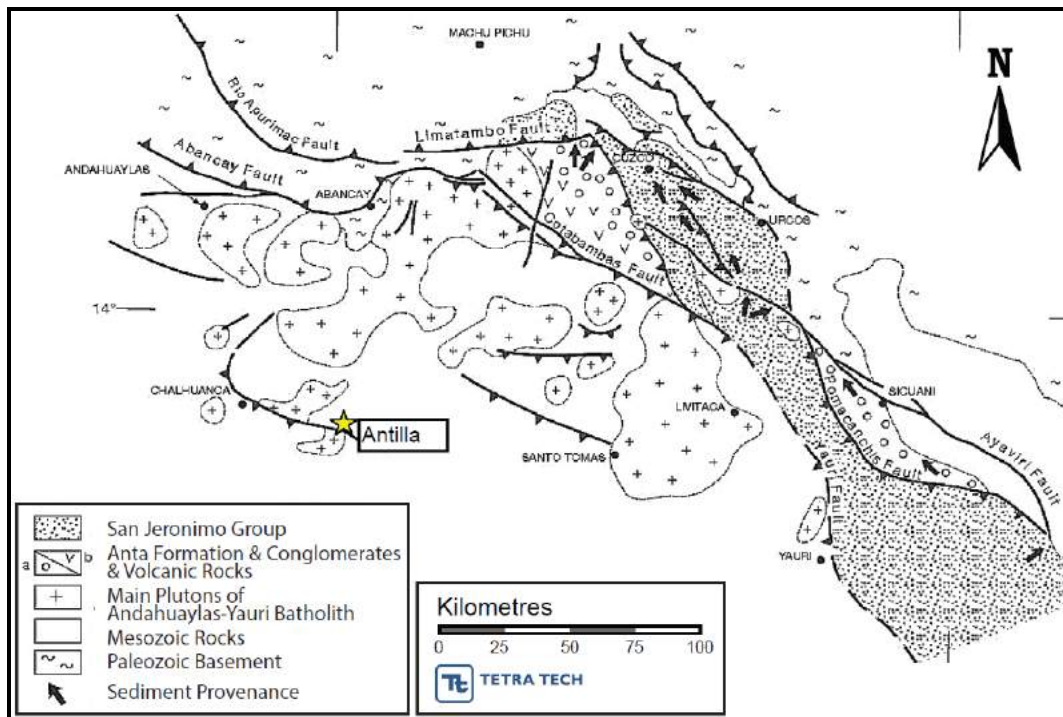 MACHU PICHU
N
Rio Apurimac Fault
Limatambo Fault
Abancay Fault
CUZCO
ANDAHUAYLAS
ABANCAY
URCOS
Cotabambas Fault
14°
CHALHUANCA
SICUANI
LIVITACA
Pomacanchis Fault
Ayaviri Fault
Antilla
SANTO TOMAS
Yauri Fault
YAURI
San Jeronimo Group
a b Anta Formation & Conglomerates
& Volcanic Rocks
Main Plutons of
Andahuaylas-Yauri Batholith
Mesozoic Rocks
Paleozoic Basement
Sediment Provenance
Kilometres
0 25 50 75 100
Tt TETRA TECH